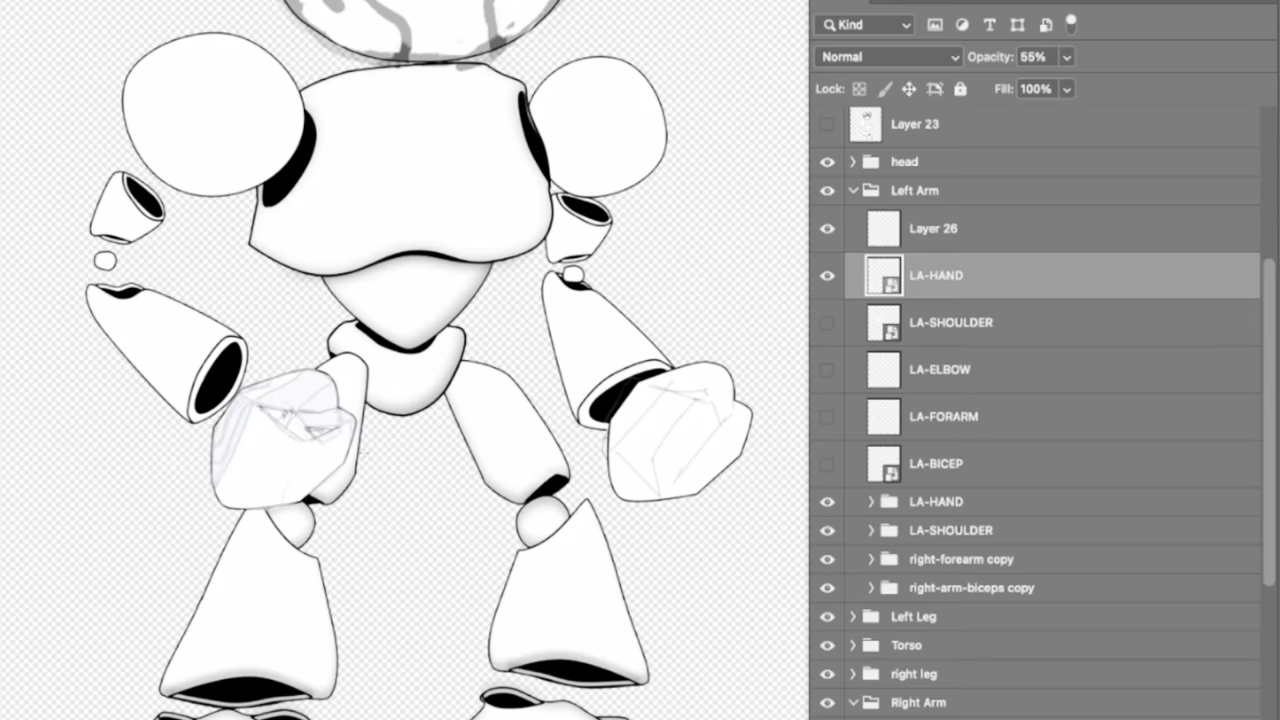 Kind
Normal
Opacity: 55%
Lock:
Fill: 100%
Layer 23
head
Left Arm
Layer 26
LA-HAND
LA-SHOULDER
LA-ELBOW
LA-FORARM
LA-BICEP
LA-HAND
LA-SHOULDER
right-forearm copy
right-arm-biceps copy
Left Leg
Torso
right leg
Right Arm